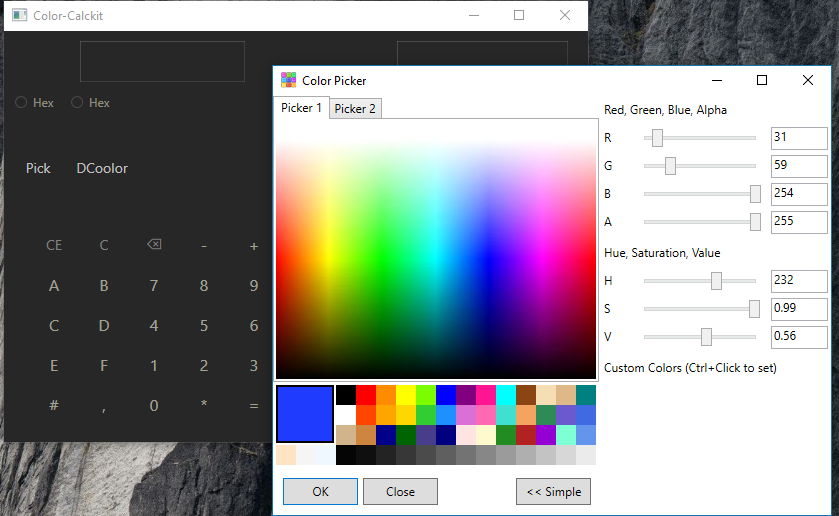 Color-Calckit
Hex Hex
Pick DCoolor
CE C - +
A B 7 8 9
C D 4 5 6
E F 1 2 3
# , 0 * =
Color Picker
Picker 1 Picker 2
Red, Green, Blue, Alpha
R 31
G 59
B 254
A 255
Hue, Saturation, Value
H 232
S 0.99
V 0.56
Custom Colors (Ctrl+Click to set)
OK Close << Simple